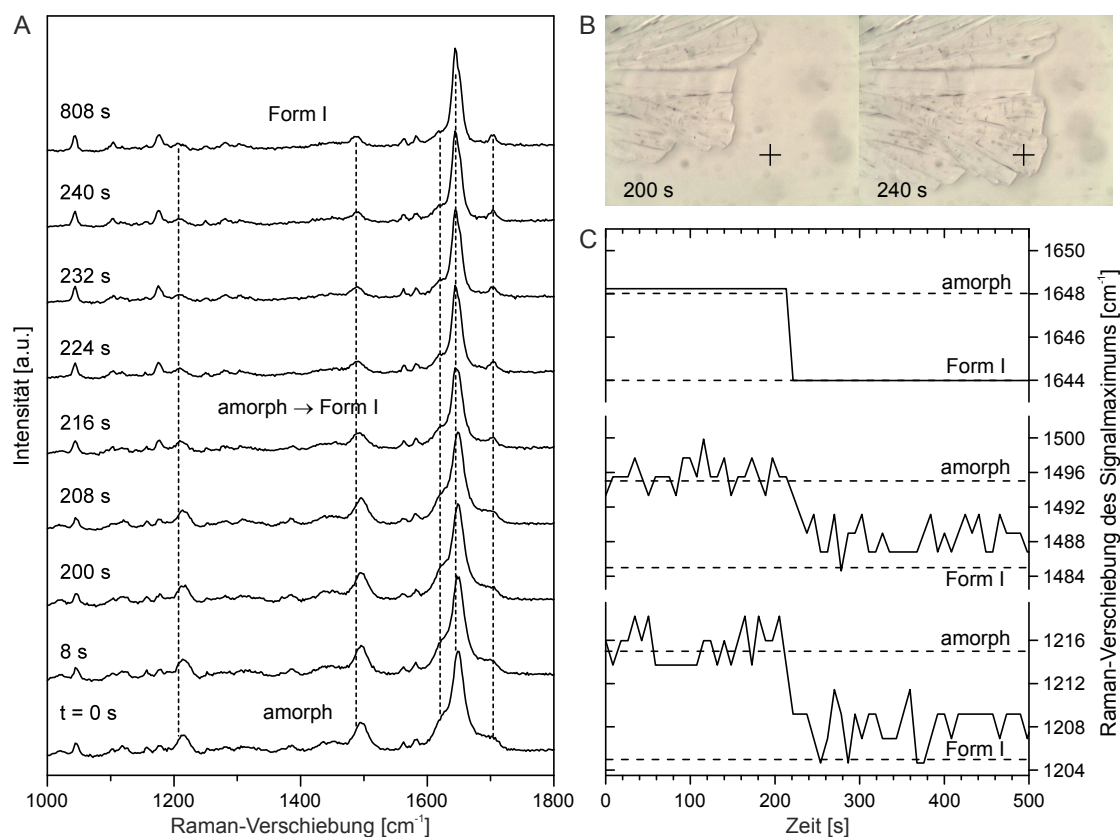 A
808 s
Form I
240 s
232 s
224 s
amorph → Form I
216 s
208 s
200 s
8 s
t = 0 s
amorph
Intensität [a.u.]
1000 1200 1400 1600 1800
Raman-Verschiebung [cm⁻¹]
B
200 s
240 s
C
amorph
Form I
1650
1648
1646
1644
amorph
Form I
1500
1496
1492
1488
1484
amorph
Form I
1216
1212
1208
1204
0 100 200 300 400 500
Zeit [s]
Raman-Verschiebung des Signalmaximums [cm⁻¹]